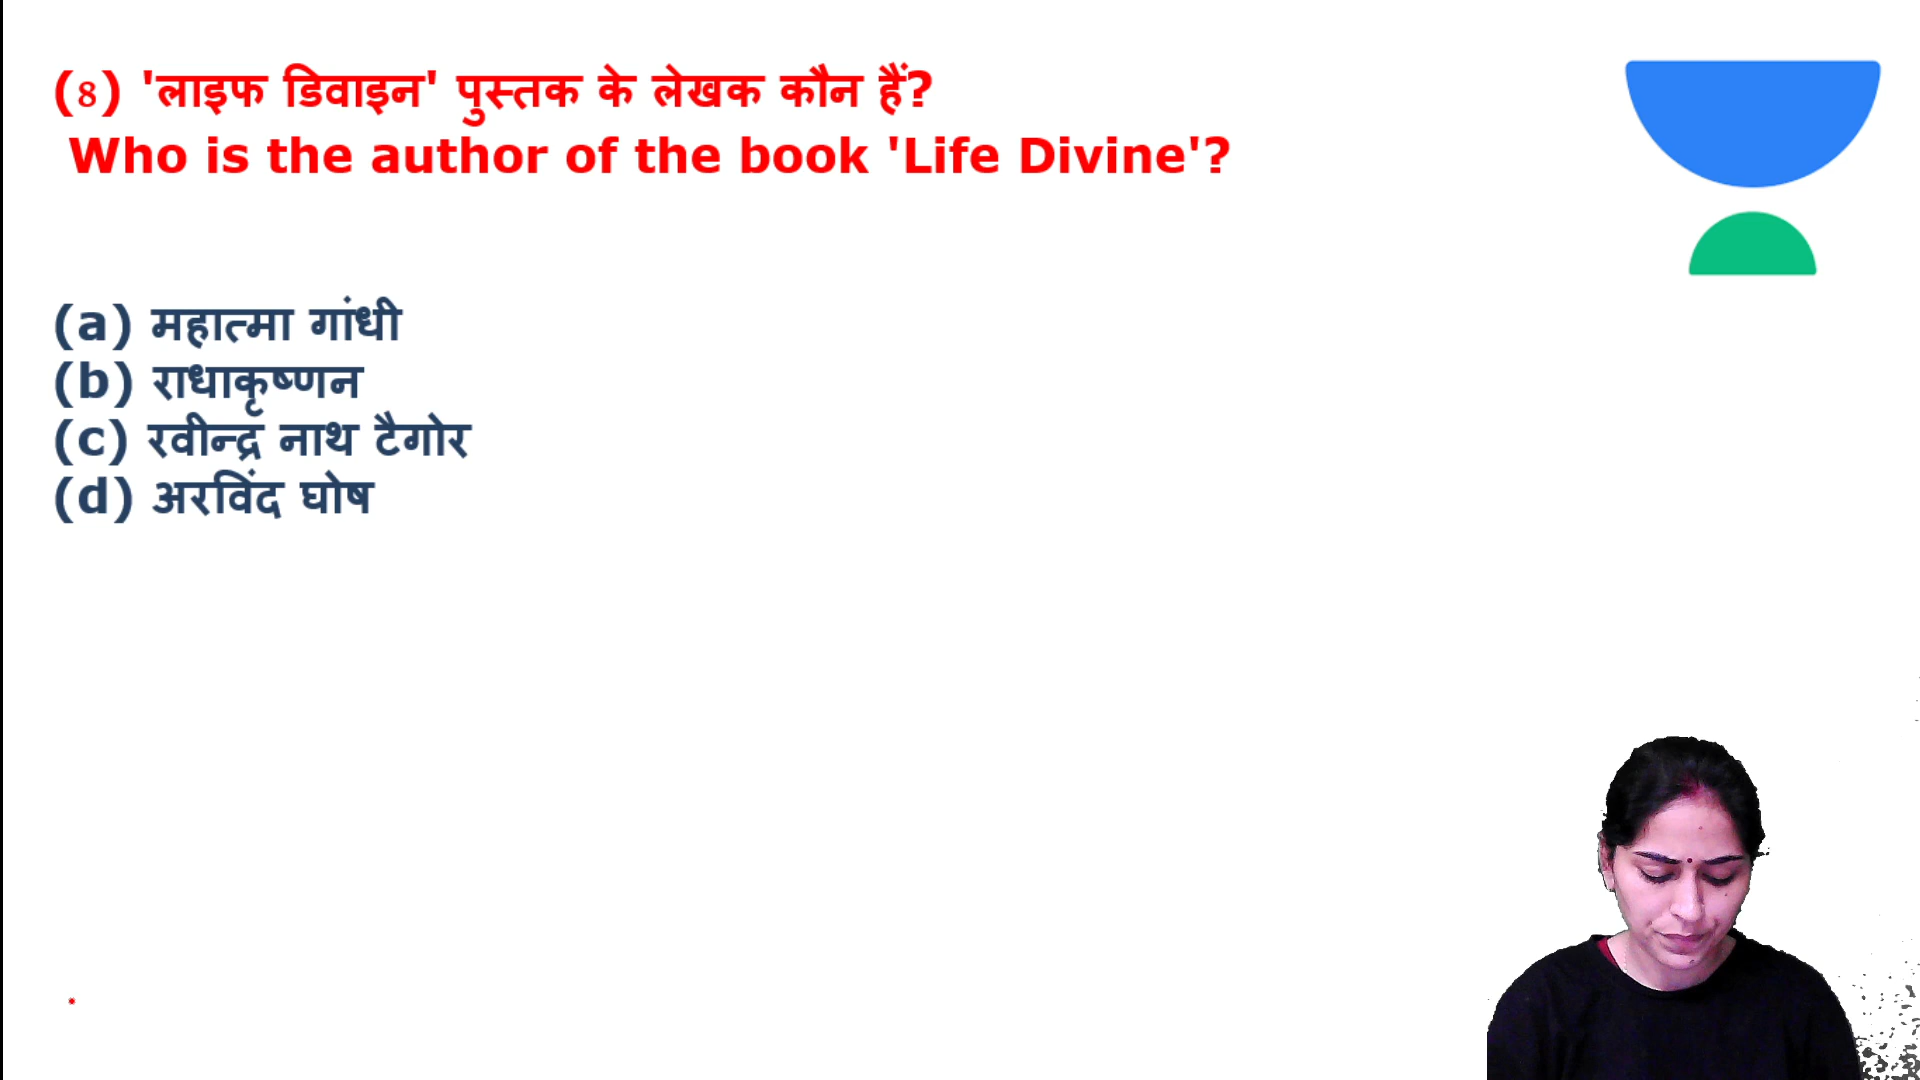 (8) 'लाइफ डिवाइन' पुस्तक के लेखक कौन हैं?
Who is the author of the book 'Life Divine'?
(a) महात्मा गांधी
(b) राधाकृष्णन
(c) रवीन्द्र नाथ टैगोर
(d) अरविंद घोष